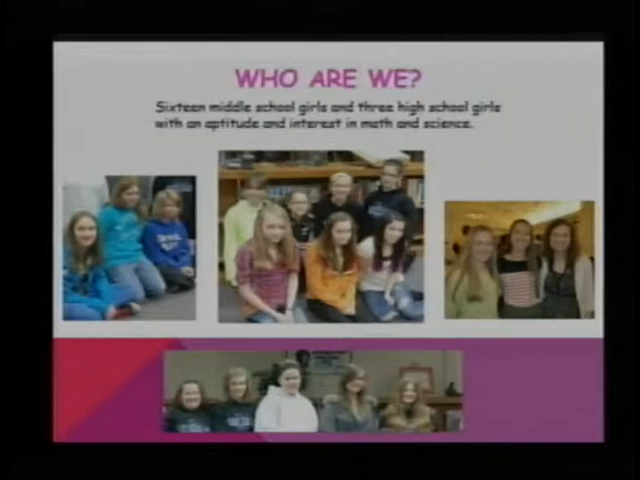 WHO ARE WE?
Sixteen middle school girls and three high school girls
with an aptitude and interest in math and science.